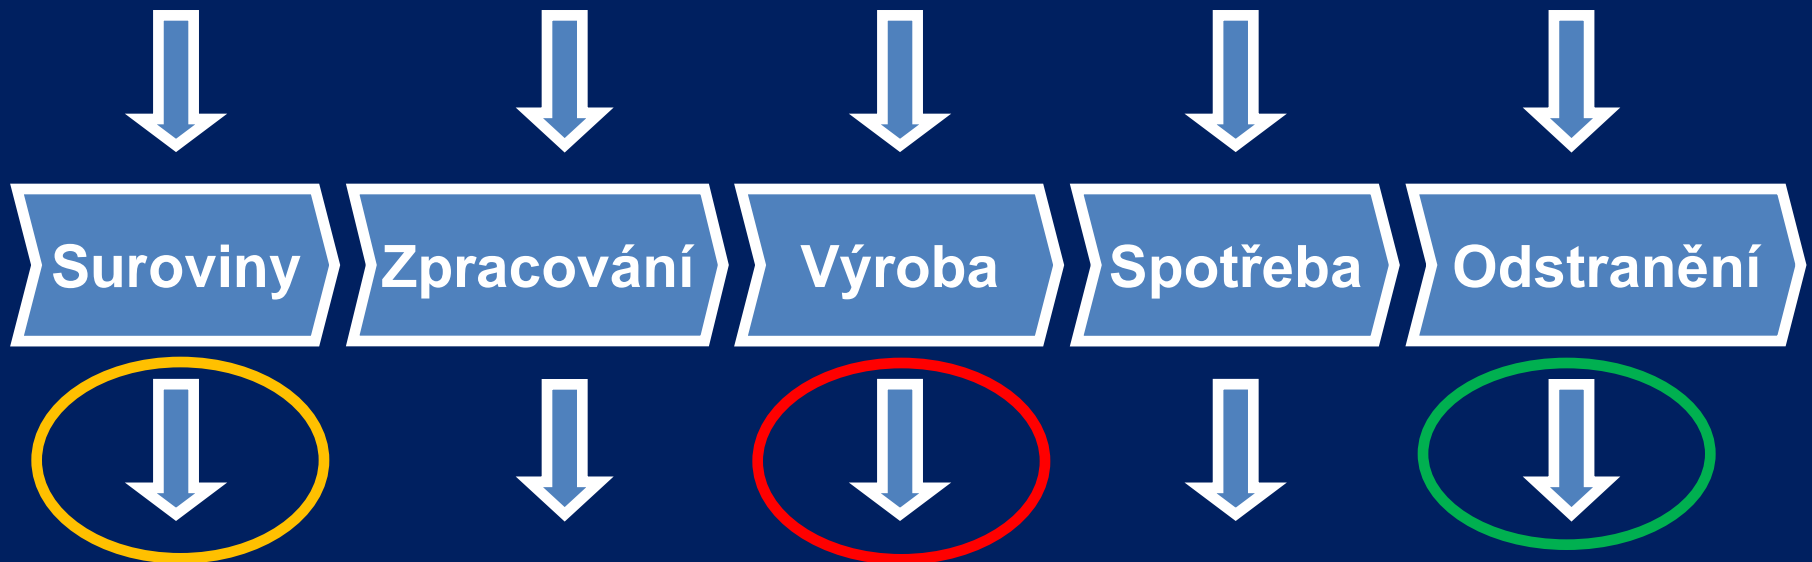 Suroviny
Zpracování
Výroba
Spotřeba
Odstranění